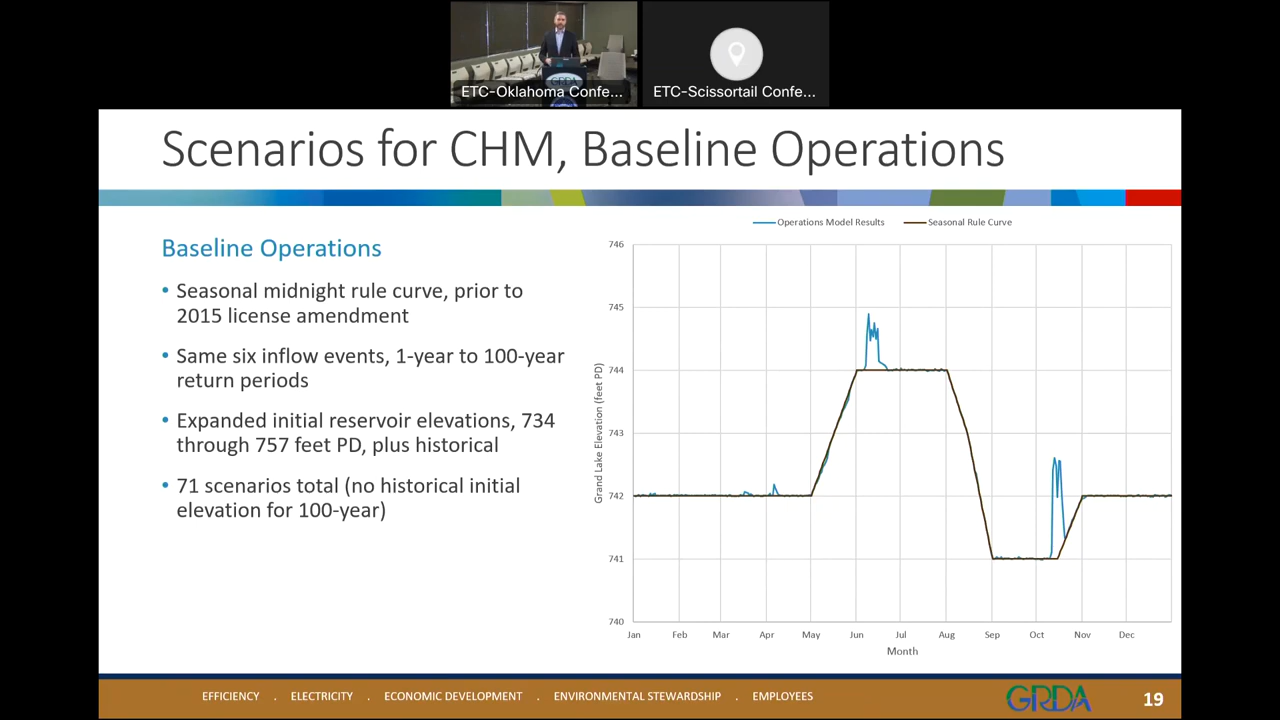 ETC-Oklahoma Confe...
ETC-Scissortail Confe...
Scenarios for CHM, Baseline Operations
Baseline Operations
• Seasonal midnight rule curve, prior to
2015 license amendment
• Same six inflow events, 1-year to 100-year
return periods
• Expanded initial reservoir elevations, 734
through 757 feet PD, plus historical
• 71 scenarios total (no historical initial
elevation for 100-year)
Operations Model Results
Seasonal Rule Curve
746
745
744
743
742
741
740
Grand Lake Elevation (feet PD)
Jan Feb Mar Apr May Jun Jul Aug Sep Oct Nov Dec
Month
EFFICIENCY . ELECTRICITY . ECONOMIC DEVELOPMENT . ENVIRONMENTAL STEWARDSHIP . EMPLOYEES
GRDA
19